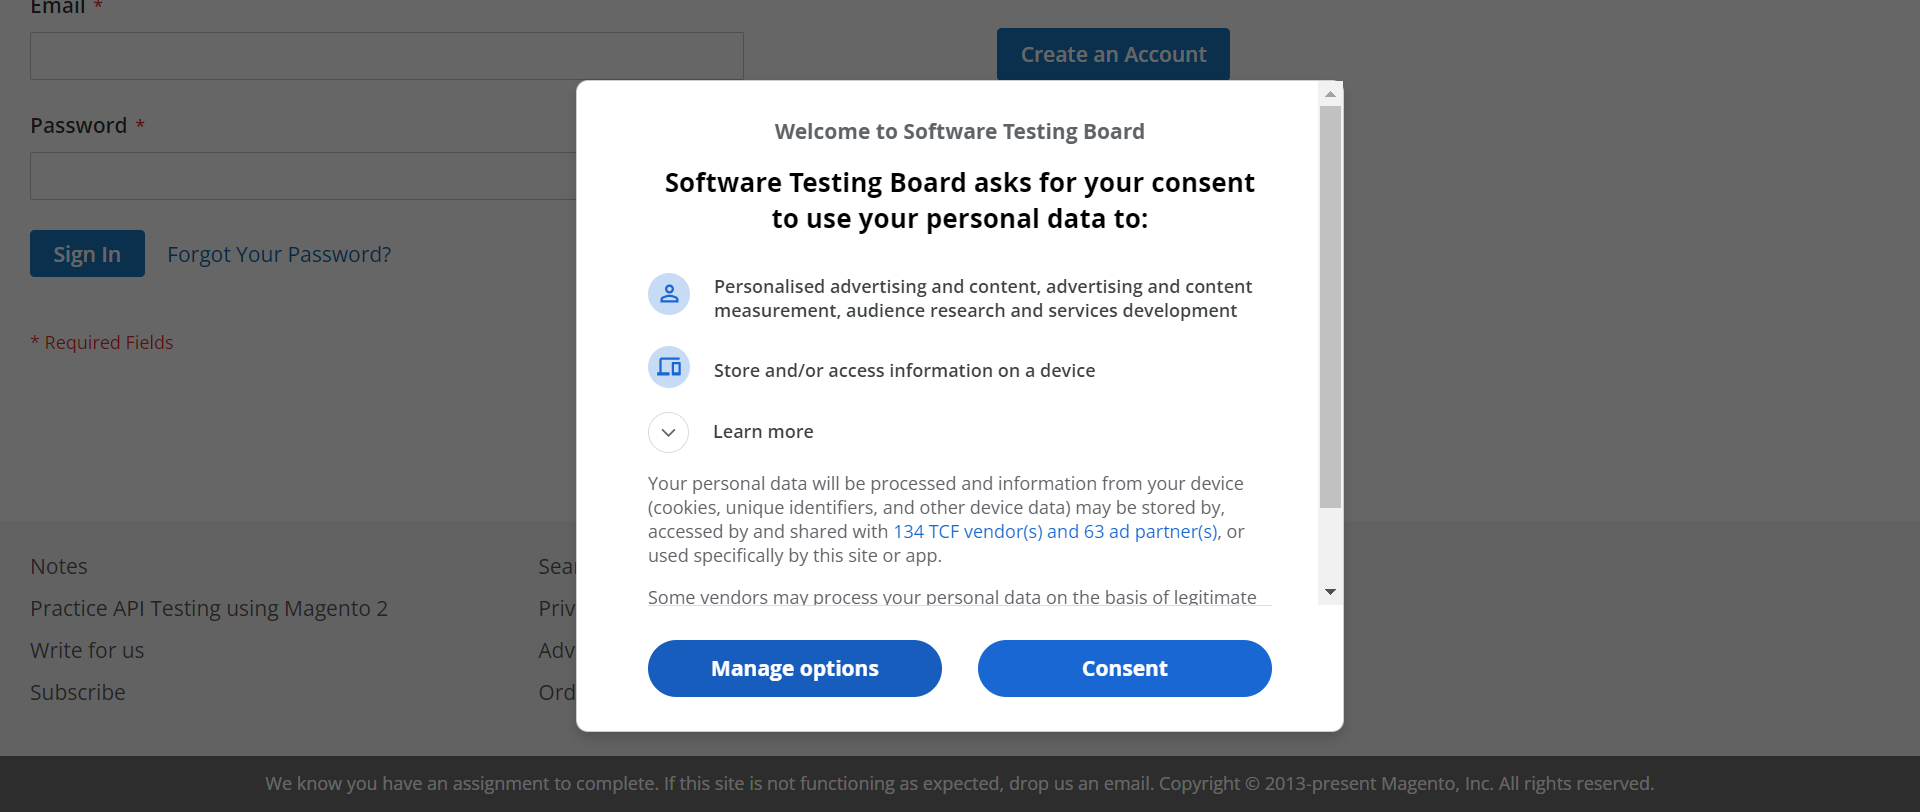 Email *
Create an Account
Password *
Sign In
Forgot Your Password?
* Required Fields
Welcome to Software Testing Board
Software Testing Board asks for your consent
to use your personal data to:
Personalised advertising and content, advertising and content
measurement, audience research and services development
Store and/or access information on a device
Learn more
Your personal data will be processed and information from your device
(cookies, unique identifiers, and other device data) may be stored by,
accessed by and shared with 134 TCF vendor(s) and 63 ad partner(s), or
used specifically by this site or app.
Some vendors may process your personal data on the basis of legitimate
Manage options
Consent
Notes
Practice API Testing using Magento 2
Write for us
Subscribe
We know you have an assignment to complete. If this site is not functioning as expected, drop us an email. Copyright © 2013-present Magento, Inc. All rights reserved.